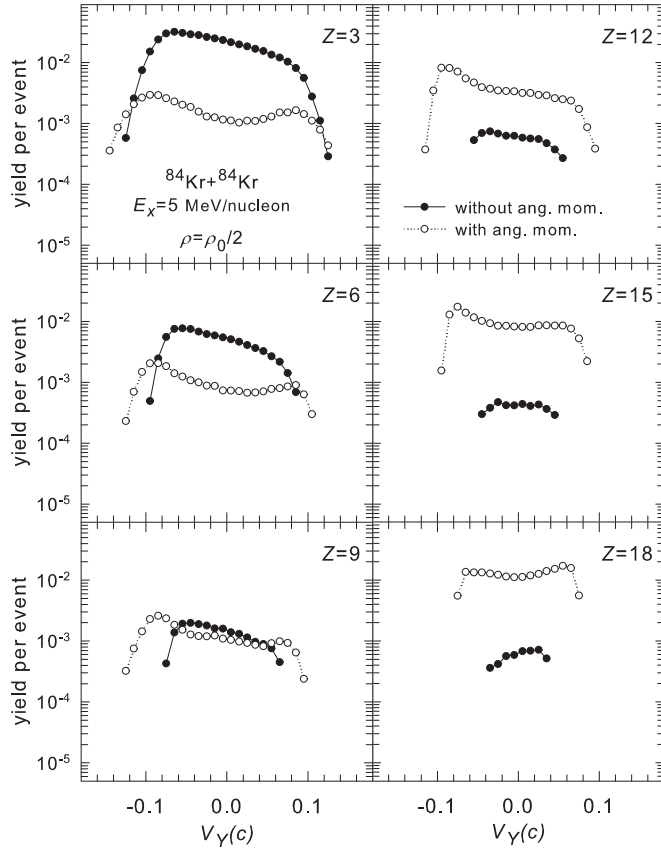 Z=3
Z=12
yield per event
10⁻²
10⁻³
10⁻⁴
10⁻⁵
⁸⁴Kr+⁸⁴Kr
Eₓ=5 MeV/nucleon
ρ=ρ₀/2
without ang. mom.
with ang. mom.
Z=6
Z=15
yield per event
10⁻²
10⁻³
10⁻⁴
10⁻⁵
Z=9
Z=18
yield per event
10⁻²
10⁻³
10⁻⁴
10⁻⁵
-0.1 0.0 0.1
-0.1 0.0 0.1
V_Y(c)
V_Y(c)